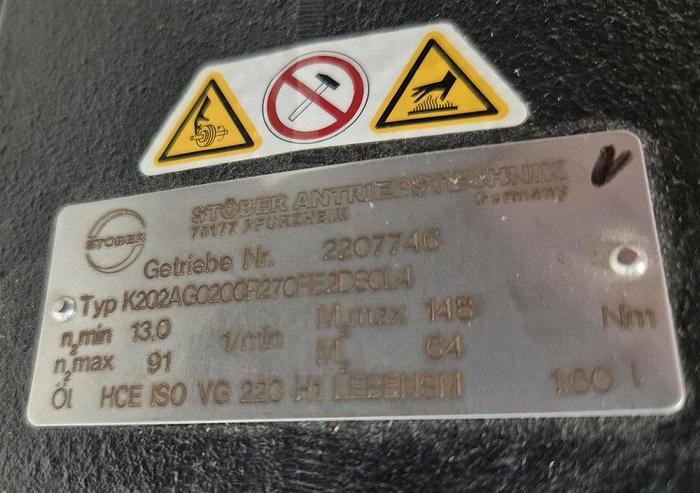 STÖBER
STÖBER ANTRIEBSTECHNIK
75177 PFORZHEIM Germany
Getriebe Nr. 2207746
Typ
n₂min 13.0 1/min M₂max 148 Nm
n₂max 91 M₂ 64
Öl HCE ISO VG 220 H1 LEBENSM 1.60 l